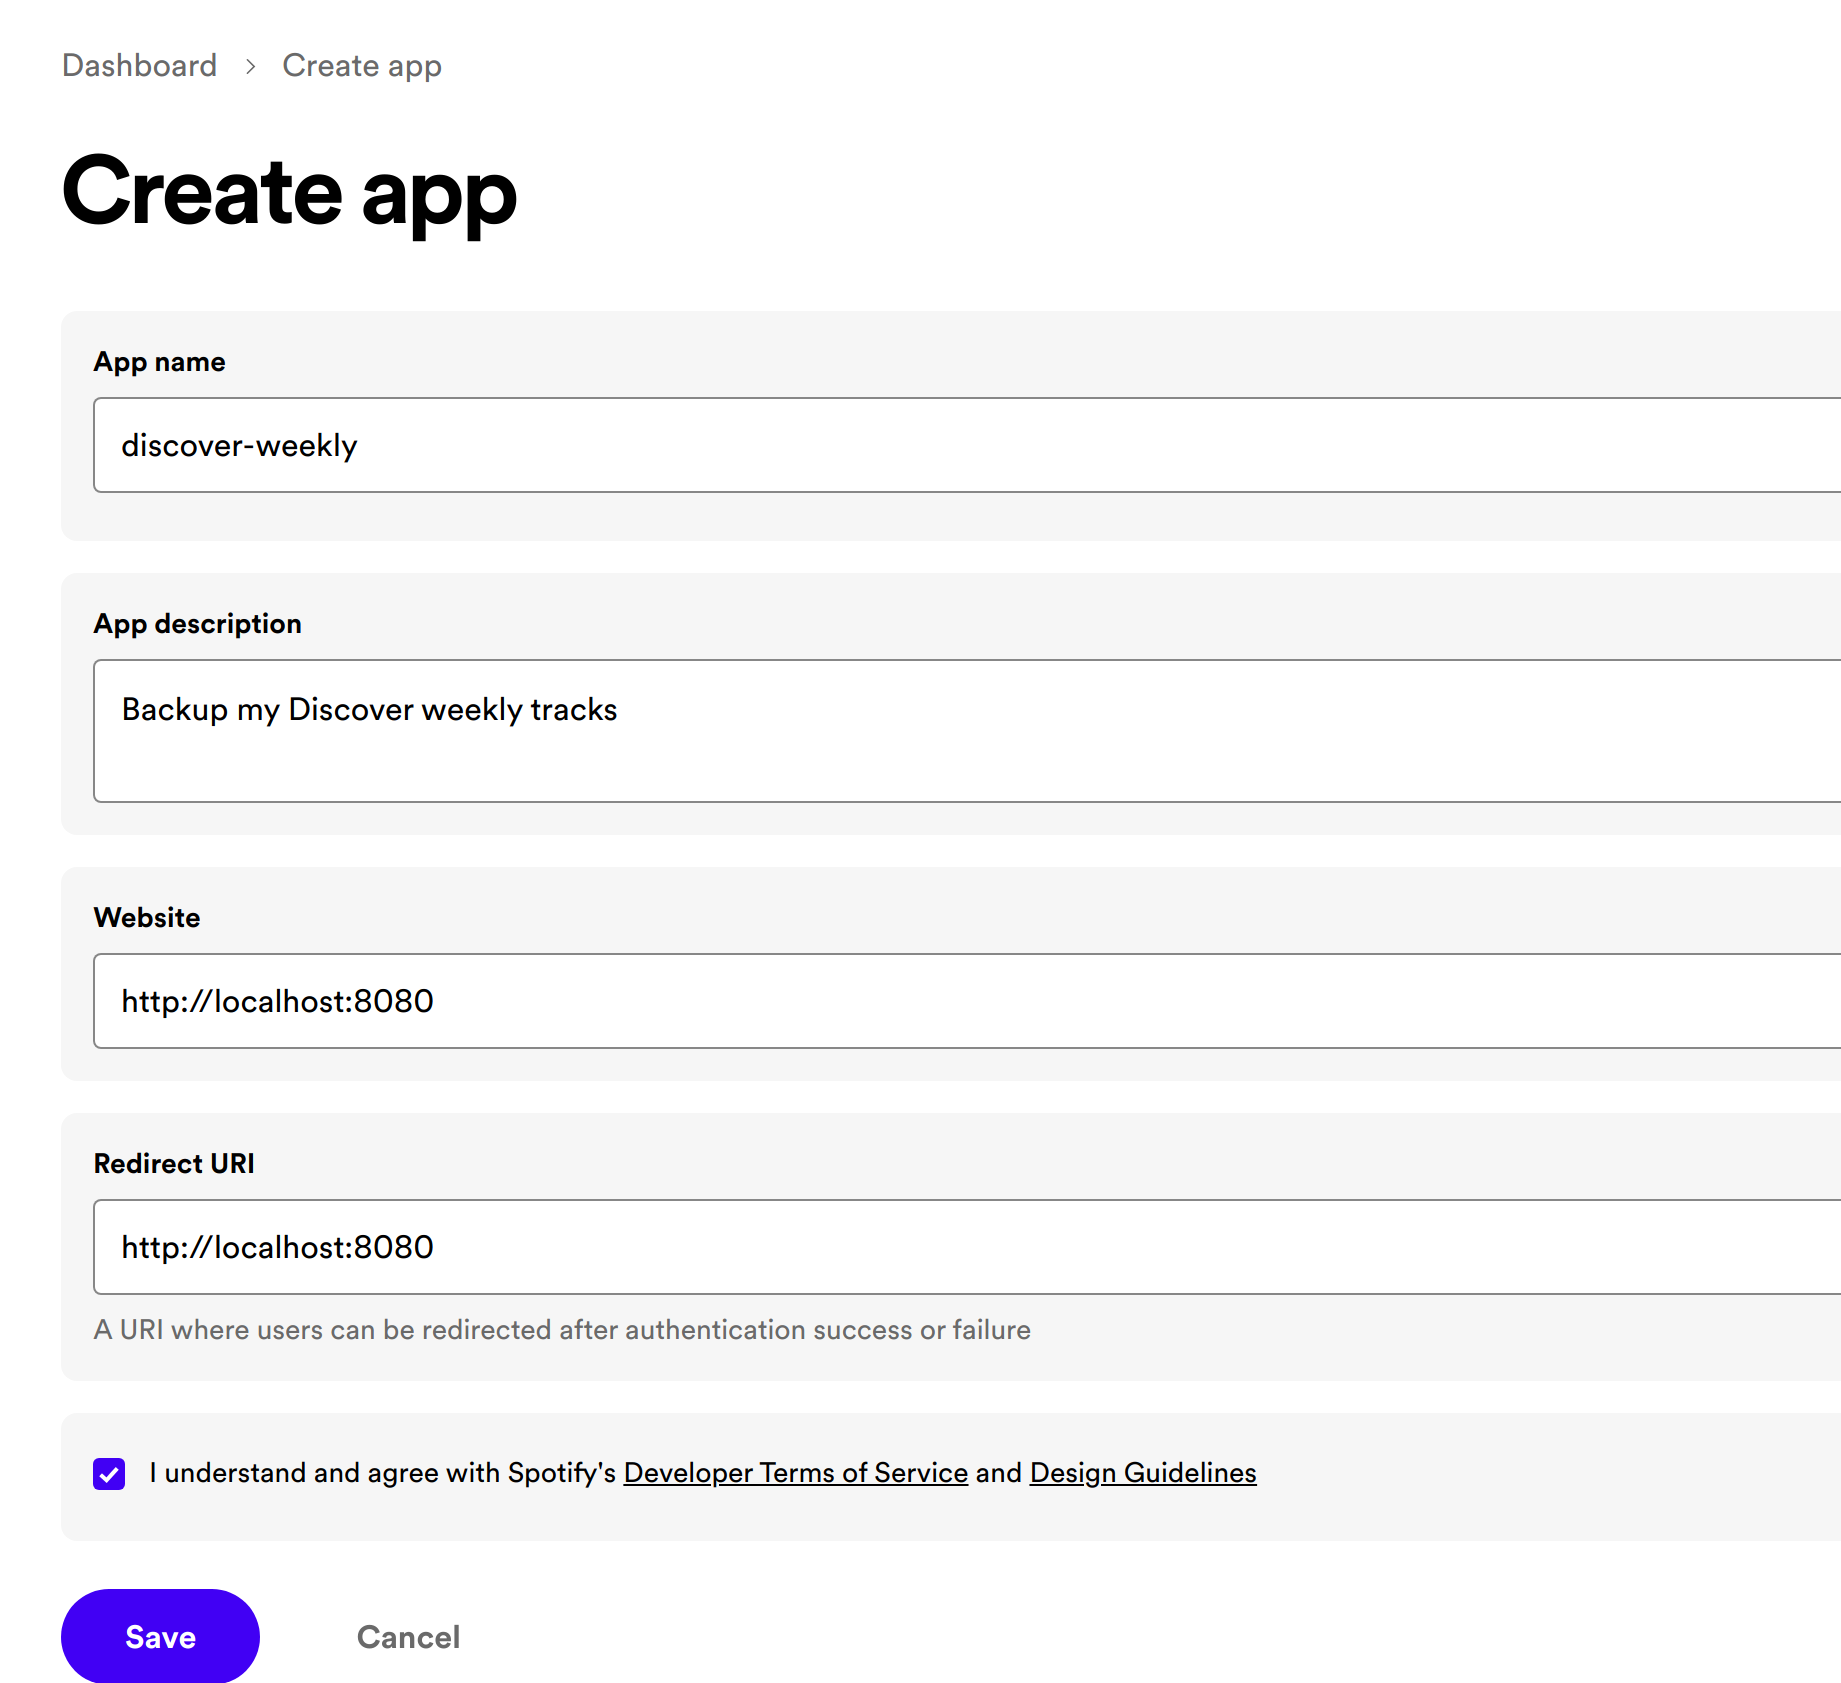 Dashboard > Create app
Create app
App name
discover-weekly
App description
Backup my Discover weekly tracks
Website
http://localhost:8080
Redirect URI
http://localhost:8080
A URI where users can be redirected after authentication success or failure
I understand and agree with Spotify's Developer Terms of Service and Design Guidelines
Save Cancel